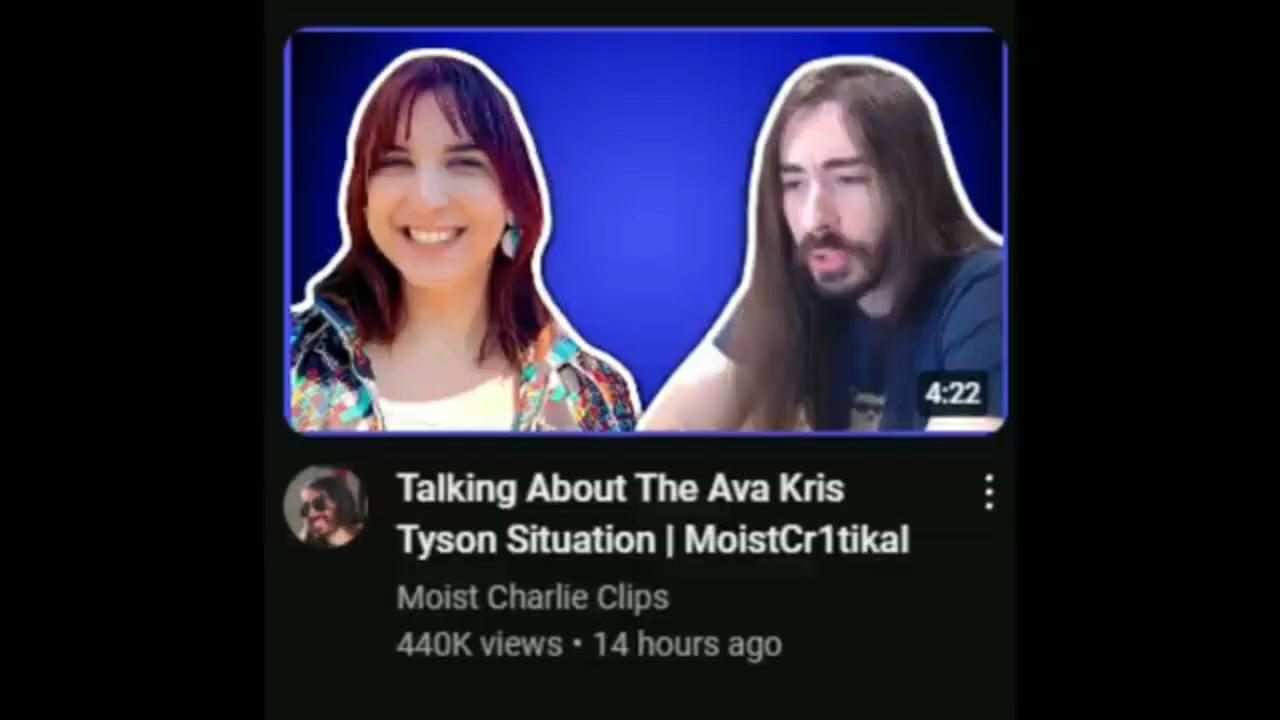 4:22
Talking About The Ava Kris
Tyson Situation | MoistCr1tikal
Moist Charlie Clips
440K views • 14 hours ago